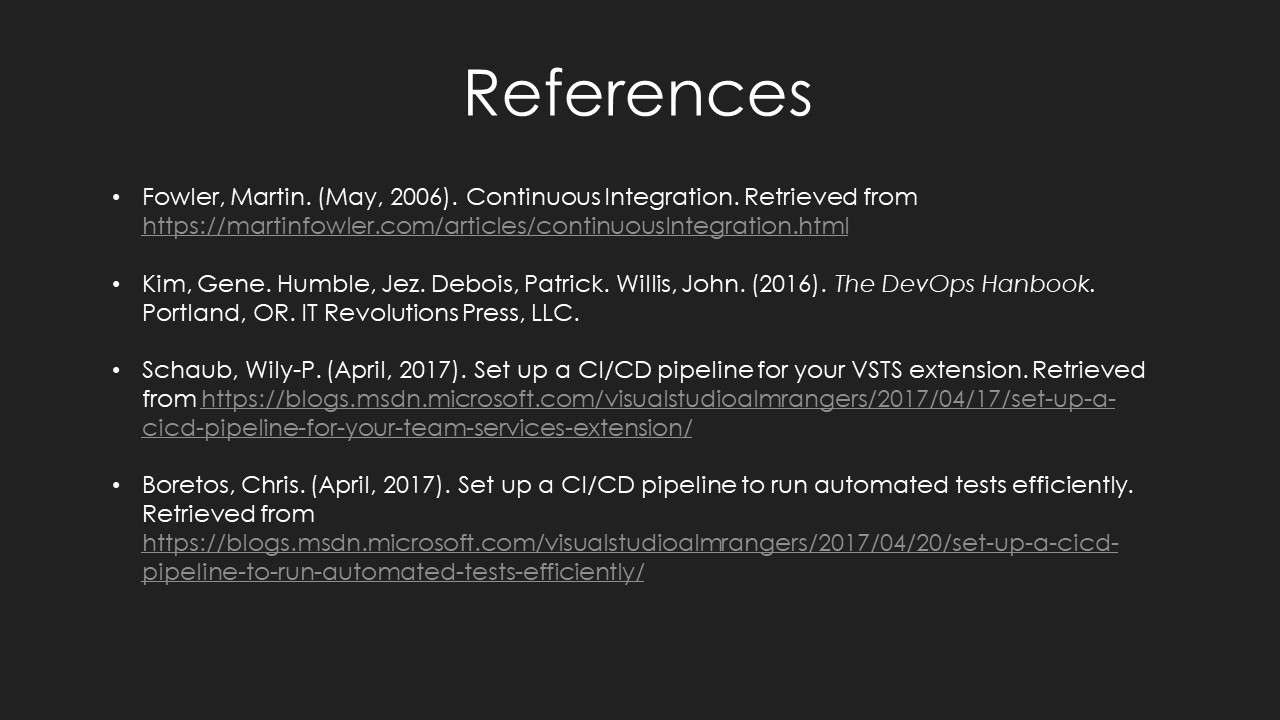 References
• Fowler, Martin. (May, 2006). Continuous Integration. Retrieved from
https://martinfowler.com/articles/continuousIntegration.html
• Kim, Gene. Humble, Jez. Debois, Patrick. Willis, John. (2016). The DevOps Hanbook.
Portland, OR. IT Revolutions Press, LLC.
• Schaub, Wily-P. (April, 2017). Set up a CI/CD pipeline for your VSTS extension. Retrieved
from https://blogs.msdn.microsoft.com/visualstudioalmrangers/2017/04/17/set-up-a-
cicd-pipeline-for-your-team-services-extension/
• Boretos, Chris. (April, 2017). Set up a CI/CD pipeline to run automated tests efficiently.
Retrieved from
https://blogs.msdn.microsoft.com/visualstudioalmrangers/2017/04/20/set-up-a-cicd-
pipeline-to-run-automated-tests-efficiently/